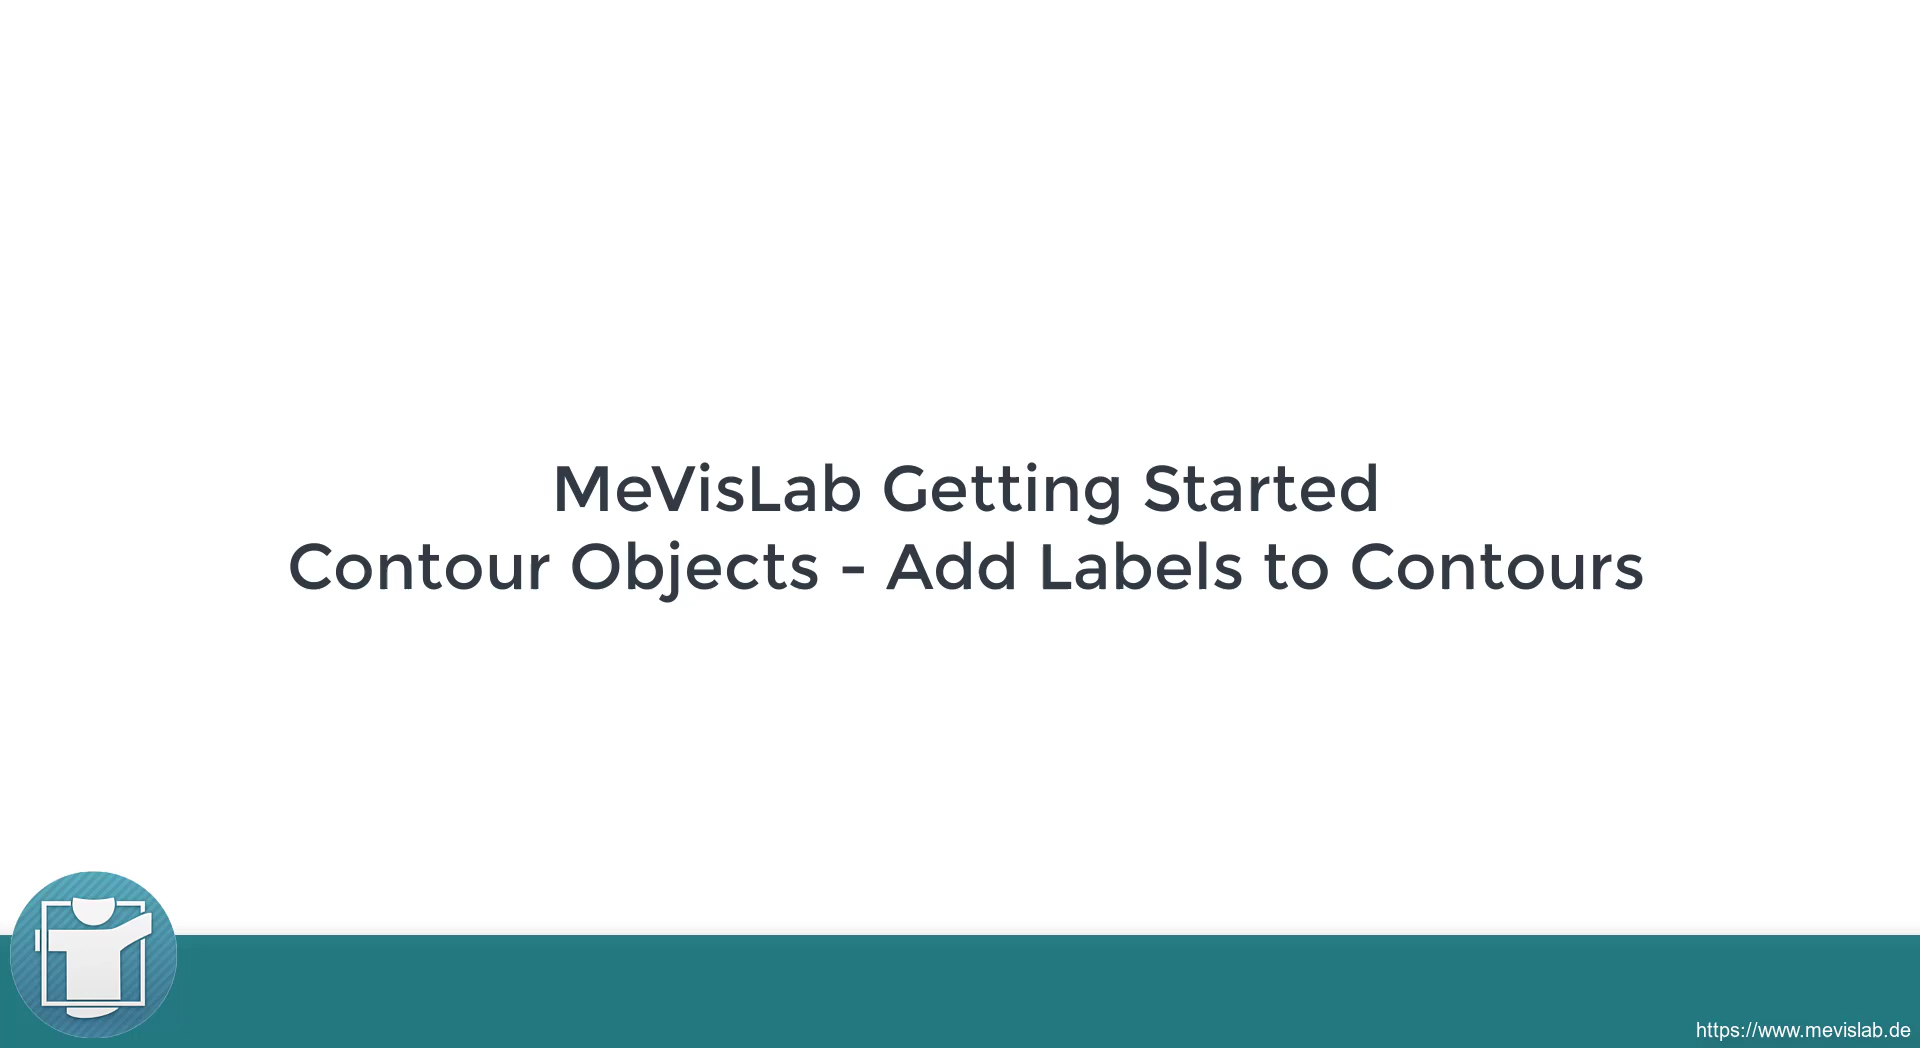 MeVisLab Getting Started
Contour Objects - Add Labels to Contours
https://www.mevislab.de